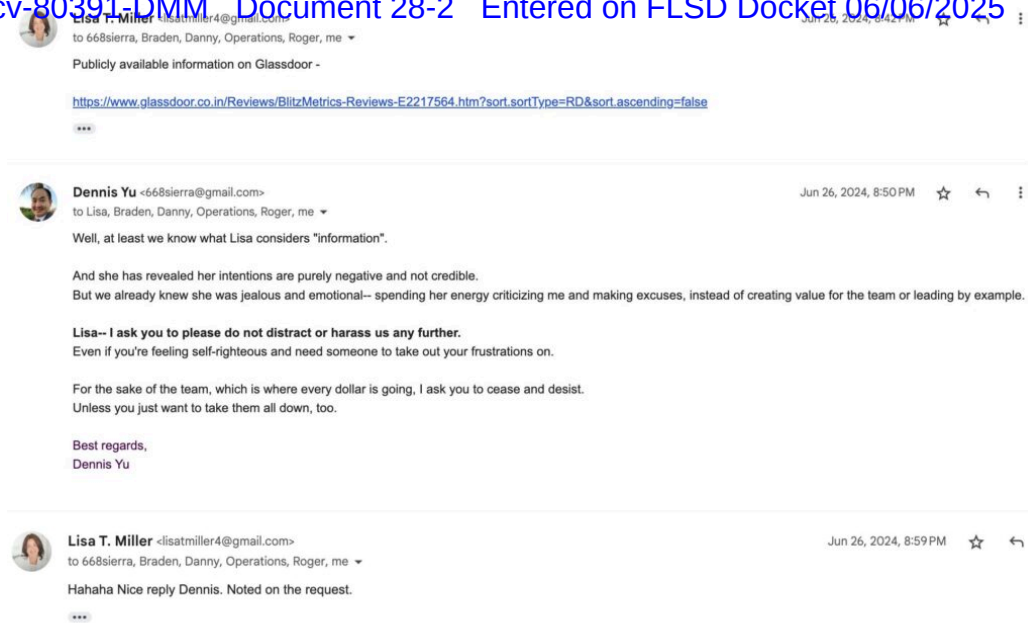 cv-80391-DMM Document 28-2 Entered on FLSD Docket 06/06/2025
Lisa T. Miller <lisatmiller4@gmail.com> Jun 26, 2024, 8:42 PM
to 668sierra, Braden, Danny, Operations, Roger, me
Publicly available information on Glassdoor -
https://www.glassdoor.co.in/Reviews/BlitzMetrics-Reviews-E2217564.htm?sort.sortType=RD&sort.ascending=false
Dennis Yu <668sierra@gmail.com> Jun 26, 2024, 8:50 PM
to Lisa, Braden, Danny, Operations, Roger, me
Well, at least we know what Lisa considers "information".
And she has revealed her intentions are purely negative and not credible.
But we already knew she was jealous and emotional-- spending her energy criticizing me and making excuses, instead of creating value for the team or leading by example.
Lisa-- I ask you to please do not distract or harass us any further.
Even if you're feeling self-righteous and need someone to take out your frustrations on.
For the sake of the team, which is where every dollar is going, I ask you to cease and desist.
Unless you just want to take them all down, too.
Best regards,
Dennis Yu
Lisa T. Miller <lisatmiller4@gmail.com> Jun 26, 2024, 8:59 PM
to 668sierra, Braden, Danny, Operations, Roger, me
Hahaha Nice reply Dennis. Noted on the request.